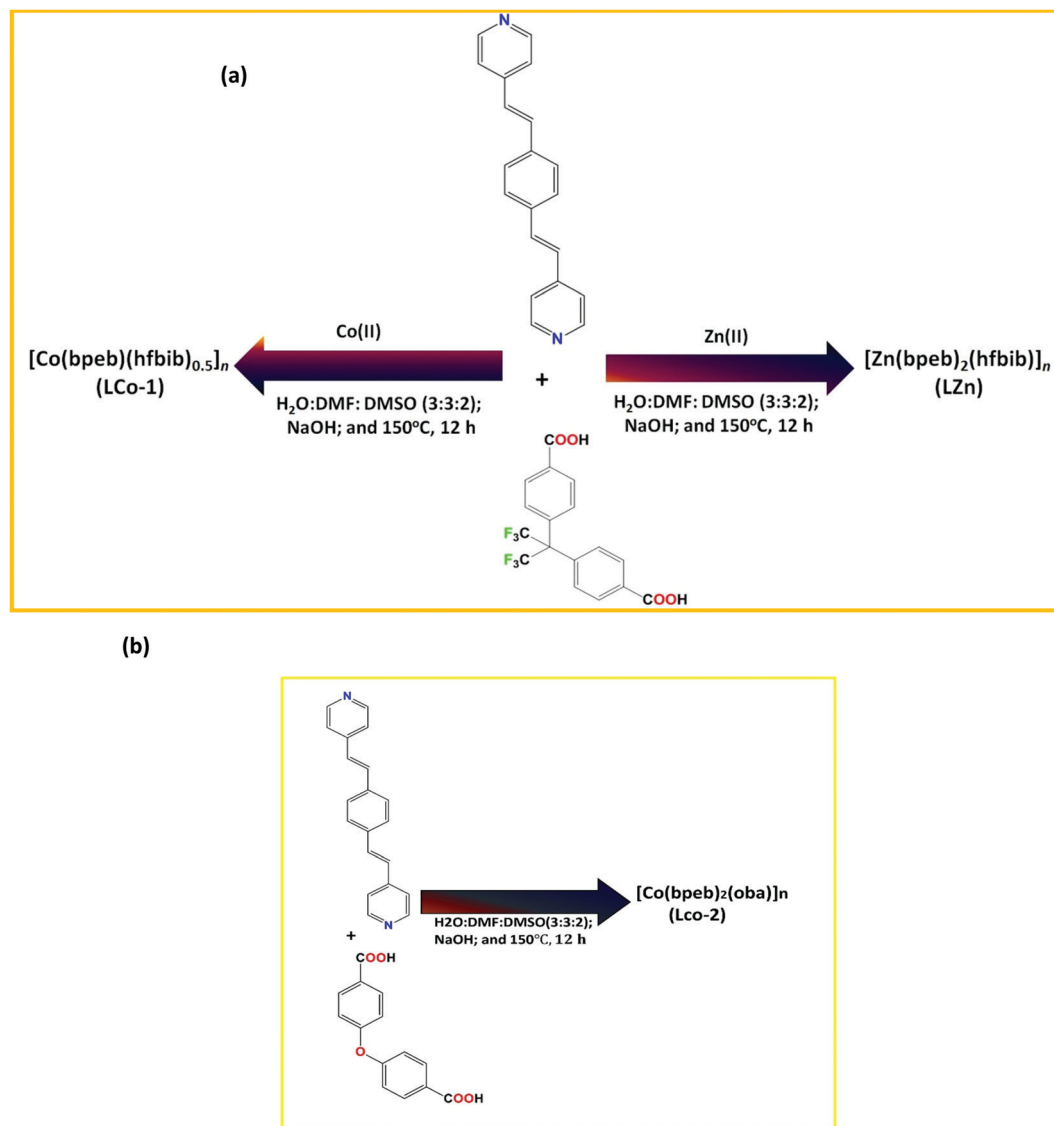 (a)
N
N
Co(II)
[Co(bpeb)(hfbib)0.5]n
(LCo-1)
H2O:DMF: DMSO (3:3:2);
NaOH; and 150oC, 12 h
+
Zn(II)
[Zn(bpeb)2(hfbib)]n
(LZn)
H2O:DMF: DMSO (3:3:2);
NaOH; and 150oC, 12 h
COOH
F3C
F3C
COOH
(b)
N
N
+
H2O:DMF:DMSO(3:3:2);
NaOH; and 150°C, 12 h
[Co(bpeb)2(oba)]n
(Lco-2)
COOH
O
COOH